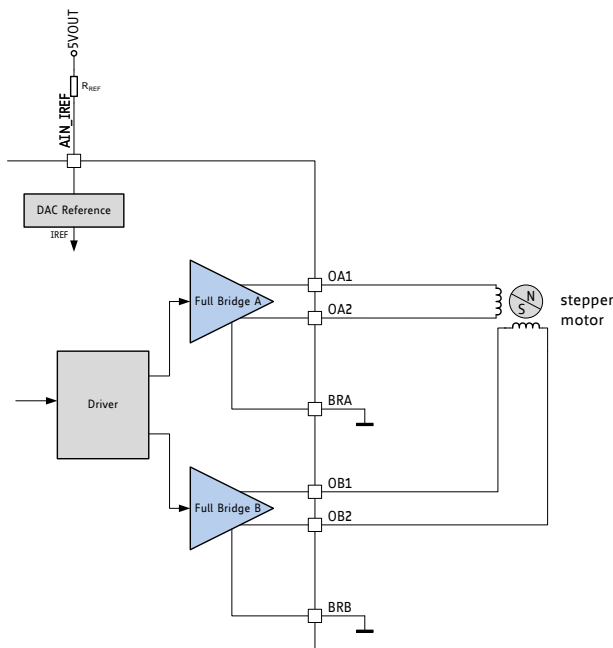 5VOUT
RREF
AIN_IREF
DAC Reference
IREF
Full Bridge A
OA1
OA2
N
S
stepper
motor
Driver
BRA
Full Bridge B
OB1
OB2
BRB